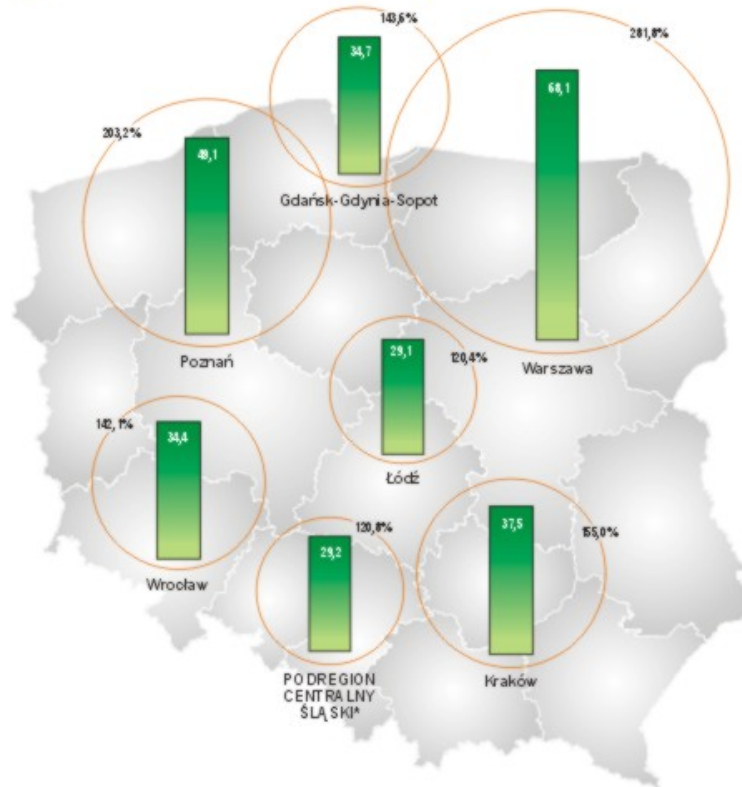 143,6%
34,7
Gdańsk-Gdynia-Sopot
281,8%
68,1
Warszawa
203,2%
49,1
Poznań
29,1
120,4%
Łódź
142,1%
34,4
Wrocław
120,8%
29,2
PODREGION
CENTRALNY
ŚLĄSKI*
37,5
155,0%
Kraków